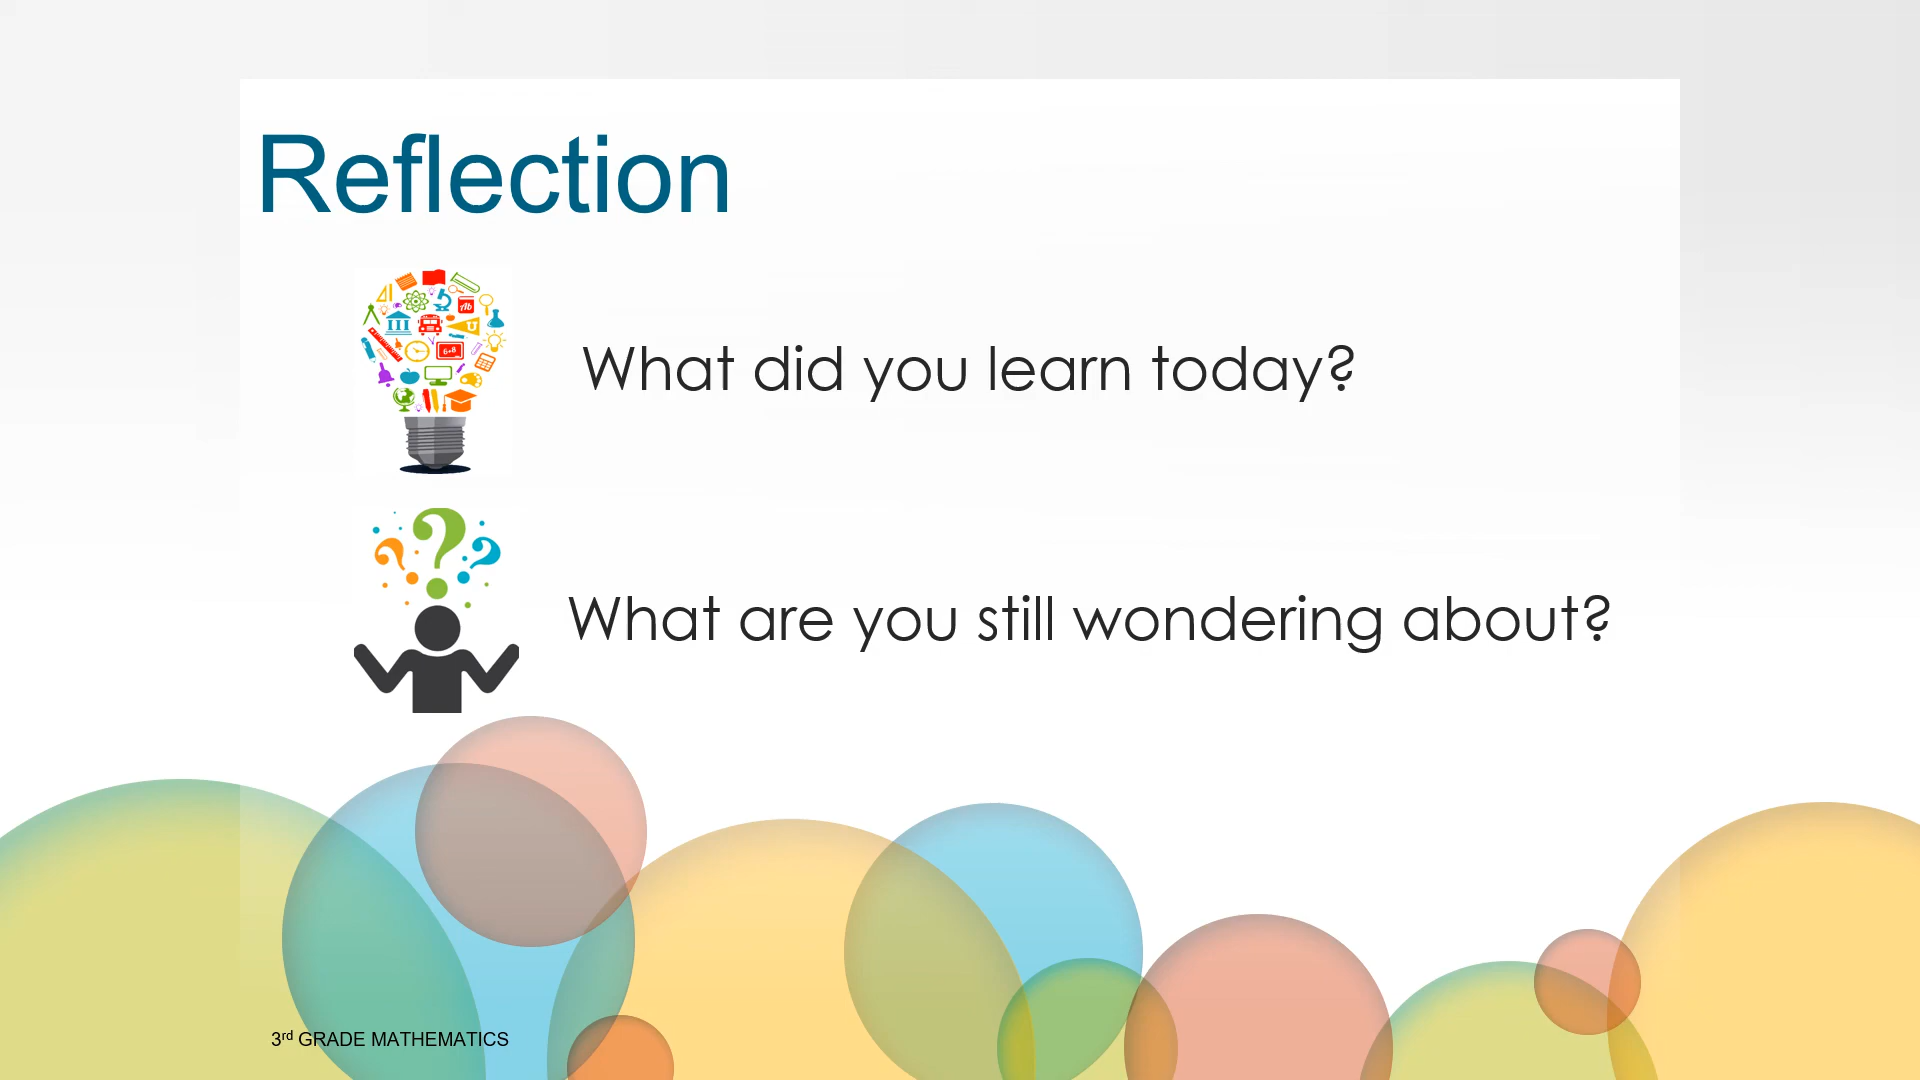 Reflection
What did you learn today?
What are you still wondering about?
3rd GRADE MATHEMATICS